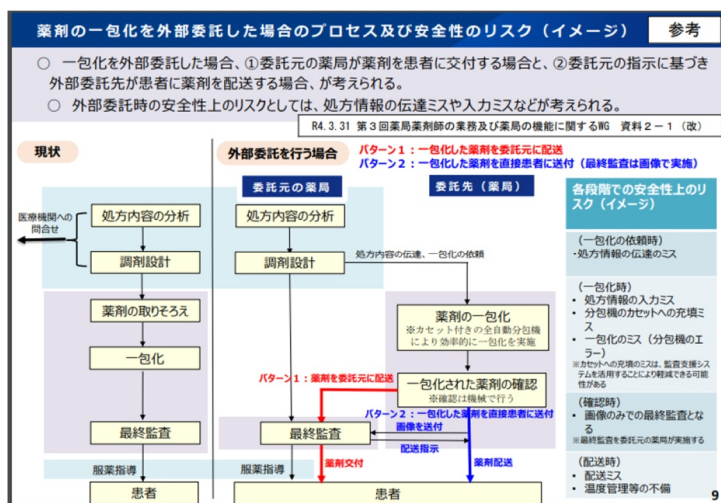 薬剤の一包化を外部委託した場合のプロセス及び安全性のリスク（イメージ）
参考
○ 一包化を外部委託した場合、①委託元の薬局が薬剤を患者に交付する場合と、②委託元の指示に基づき
外部委託先が患者に薬剤を配送する場合、が考えられる。
○ 外部委託時の安全性上のリスクとしては、処方情報の伝達ミスや入力ミスなどが考えられる。
R4.3.31 第３回薬局薬剤師の業務及び薬局の機能に関するWG 資料２－１（改）
現状
外部委託を行う場合
パターン１：一包化した薬剤を委託元に配送
パターン２：一包化した薬剤を直接患者に送付（最終監査は画像で実施）
委託元の薬局
委託先（薬局）
医療機関への
問合せ
処方内容の分析
調剤設計
薬剤の取りそろえ
一包化
最終監査
服薬指導
患者
処方内容の分析
調剤設計
処方内容の伝達、一包化の依頼
薬剤の一包化
※カセット付きの全自動分包機
により効率的に一包化を実施
パターン１：薬剤を委託元に配送
一包化された薬剤の確認
※確認は機械で行う
パターン２：一包化した薬剤を直接患者に送付
画像を送付
最終監査
配送指示
服薬指導
薬剤交付
薬剤配送
患者
各段階での安全性上のリ
スク（イメージ）
（一包化の依頼時）
・処方情報の伝達のミス
（一包化時）
• 処方情報の入力ミス
• 分包機のカセットへの充填ミ
ス
• 一包化のミス（分包機のエ
ラー）
※カセットへの充填のミスは、監査支援シス
テムを活用することにより軽減できる可能
性がある
（確認時）
• 画像のみでの最終監査とな
る
※最終監査を委託元の薬局が実施する
（配送時）
• 配送ミス
• 温度管理等の不備
9